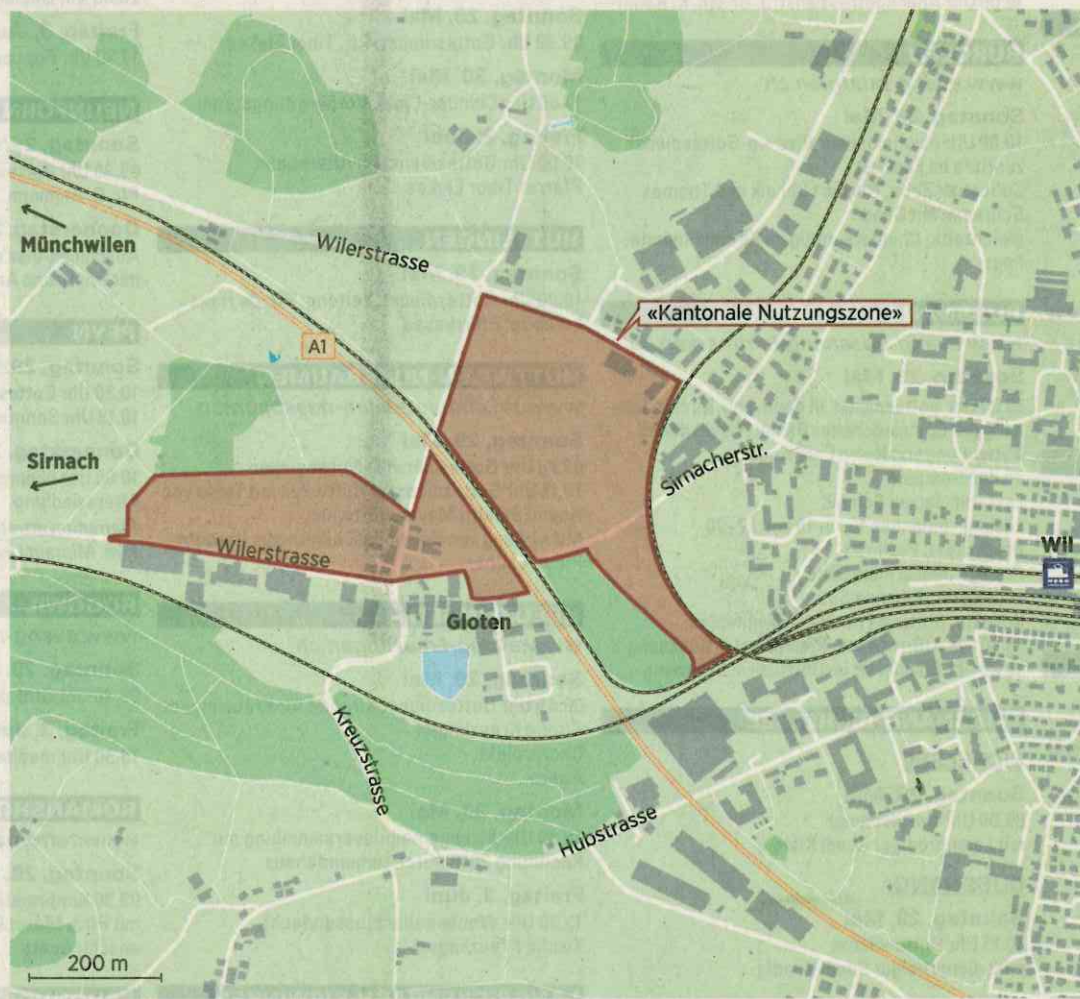 Münchwilen
Wilerstrasse
«Kantonale Nutzungszone»
A1
Sirnach
Sirnacherstr.
Wilerstrasse
Wil
Gloten
Kreuzstrasse
Hubstrasse
200 m